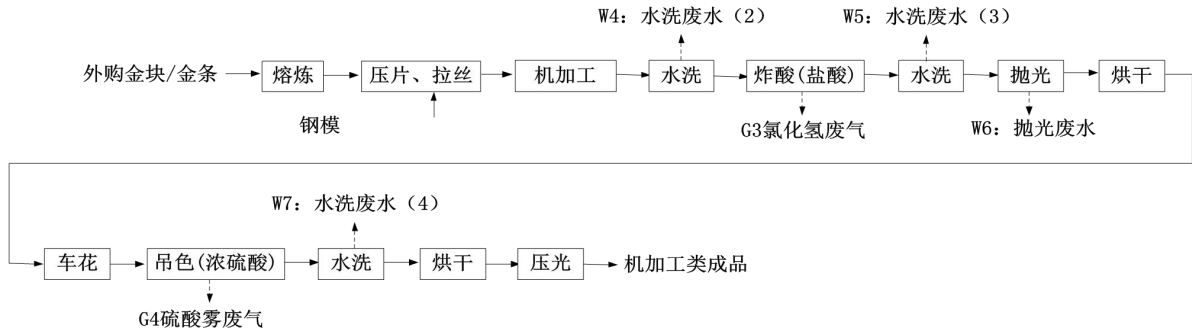 W4：水洗废水（2）
W5：水洗废水（3）
外购金块/金条
熔炼
压片、拉丝
机加工
水洗
炸酸(盐酸)
水洗
抛光
烘干
钢模
G3氯化氢废气
W6：抛光废水
W7：水洗废水（4）
车花
吊色(浓硫酸)
水洗
烘干
压光
机加工类成品
G4硫酸雾废气